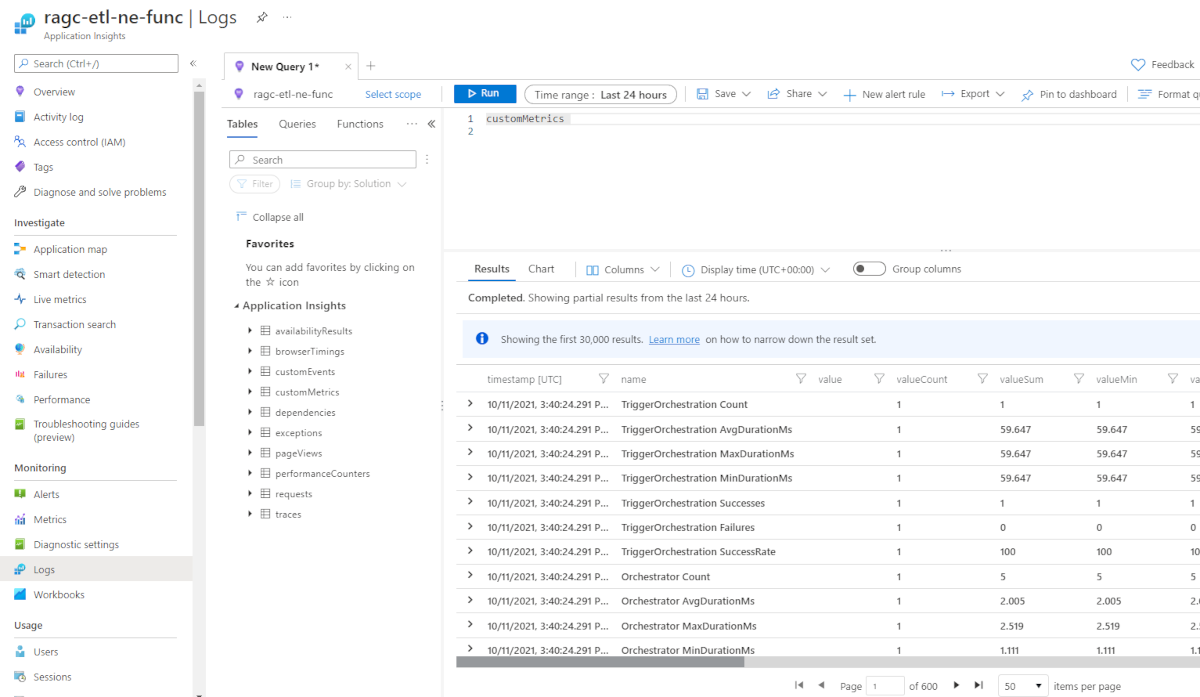 ragc-etl-ne-func | Logs
Application Insights
Search (Ctrl+/)
Overview
Activity log
Access control (IAM)
Tags
Diagnose and solve problems
Investigate
Application map
Smart detection
Live metrics
Transaction search
Availability
Failures
Performance
Troubleshooting guides
(preview)
Monitoring
Alerts
Metrics
Diagnostic settings
Logs
Workbooks
Usage
Users
Sessions
New Query 1*
Feedback
ragc-etl-ne-func Select scope
Run Time range : Last 24 hours Save Share New alert rule Export Pin to dashboard Format qu
Tables Queries Functions
Search
Filter Group by: Solution
Collapse all
Favorites
You can add favorites by clicking on
the ☆ icon
Application Insights
availabilityResults
browserTimings
customEvents
customMetrics
dependencies
exceptions
pageViews
performanceCounters
requests
traces
1 customMetrics
2
Results Chart Columns Display time (UTC+00:00) Group columns
Completed. Showing partial results from the last 24 hours.
Showing the first 30,000 results. Learn more on how to narrow down the result set.
timestamp [UTC] name value valueCount valueSum valueMin va
10/11/2021, 3:40:24.291 P... TriggerOrchestration Count 1 1 1 1
10/11/2021, 3:40:24.291 P... TriggerOrchestration AvgDurationMs 1 59.647 59.647 59
10/11/2021, 3:40:24.291 P... TriggerOrchestration MaxDurationMs 1 59.647 59.647 59
10/11/2021, 3:40:24.291 P... TriggerOrchestration MinDurationMs 1 59.647 59.647 59
10/11/2021, 3:40:24.291 P... TriggerOrchestration Successes 1 1 1 1
10/11/2021, 3:40:24.291 P... TriggerOrchestration Failures 1 0 0 0
10/11/2021, 3:40:24.291 P... TriggerOrchestration SuccessRate 1 100 100 10
10/11/2021, 3:40:24.291 P... Orchestrator Count 1 5 5 5
10/11/2021, 3:40:24.291 P... Orchestrator AvgDurationMs 1 2.005 2.005 2.0
10/11/2021, 3:40:24.291 P... Orchestrator MaxDurationMs 1 2.519 2.519 2.5
10/11/2021, 3:40:24.291 P... Orchestrator MinDurationMs 1 1.111 1.111 1.1
Page 1 of 600 50 items per page